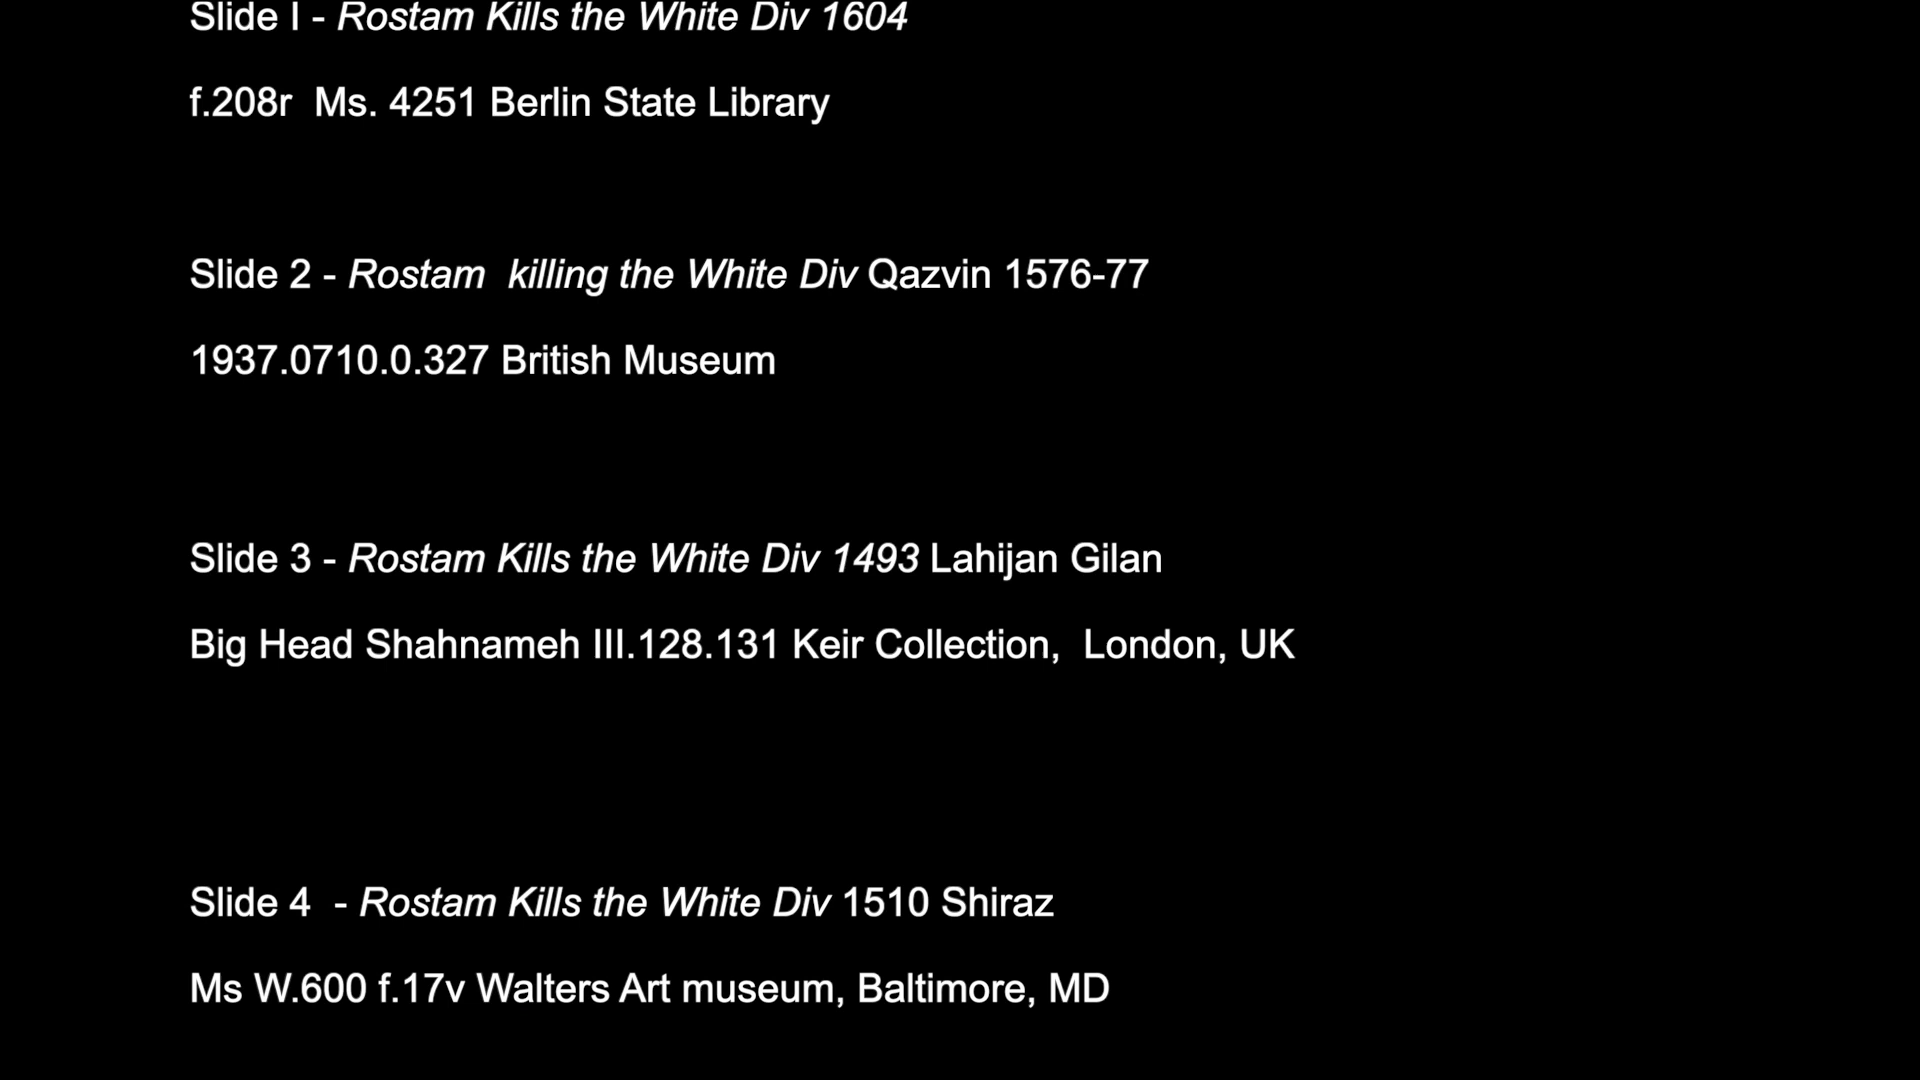 Slide I - Rostam Kills the White Div 1604
f.208r  Ms. 4251 Berlin State Library
Slide 2 - Rostam  killing the White Div Qazvin 1576-77
1937.0710.0.327 British Museum
Slide 3 - Rostam Kills the White Div 1493 Lahijan Gilan
Big Head Shahnameh III.128.131 Keir Collection,  London, UK
Slide 4  - Rostam Kills the White Div 1510 Shiraz
Ms W.600 f.17v Walters Art museum, Baltimore, MD